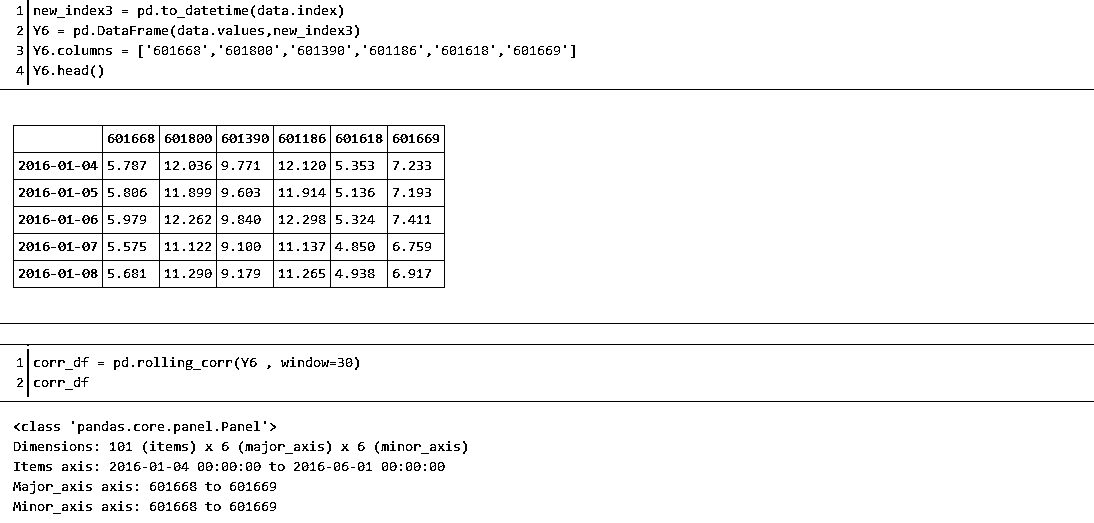 1 new_index3 = pd.to_datetime(data.index)
2 Y6 = pd.DataFrame(data.values,new_index3)
3 Y6.columns = ['601668','601800','601390','601186','601618','601669']
4 Y6.head()
601668 601800 601390 601186 601618 601669
2016-01-04 5.787 12.036 9.771 12.120 5.353 7.233
2016-01-05 5.806 11.899 9.603 11.914 5.136 7.193
2016-01-06 5.979 12.262 9.840 12.298 5.324 7.411
2016-01-07 5.575 11.122 9.100 11.137 4.850 6.759
2016-01-08 5.681 11.290 9.179 11.265 4.938 6.917
1 corr_df = pd.rolling_corr(Y6 , window=30)
2 corr_df
<class 'pandas.core.panel.Panel'>
Dimensions: 101 (items) x 6 (major_axis) x 6 (minor_axis)
Items axis: 2016-01-04 00:00:00 to 2016-06-01 00:00:00
Major_axis axis: 601668 to 601669
Minor_axis axis: 601668 to 601669